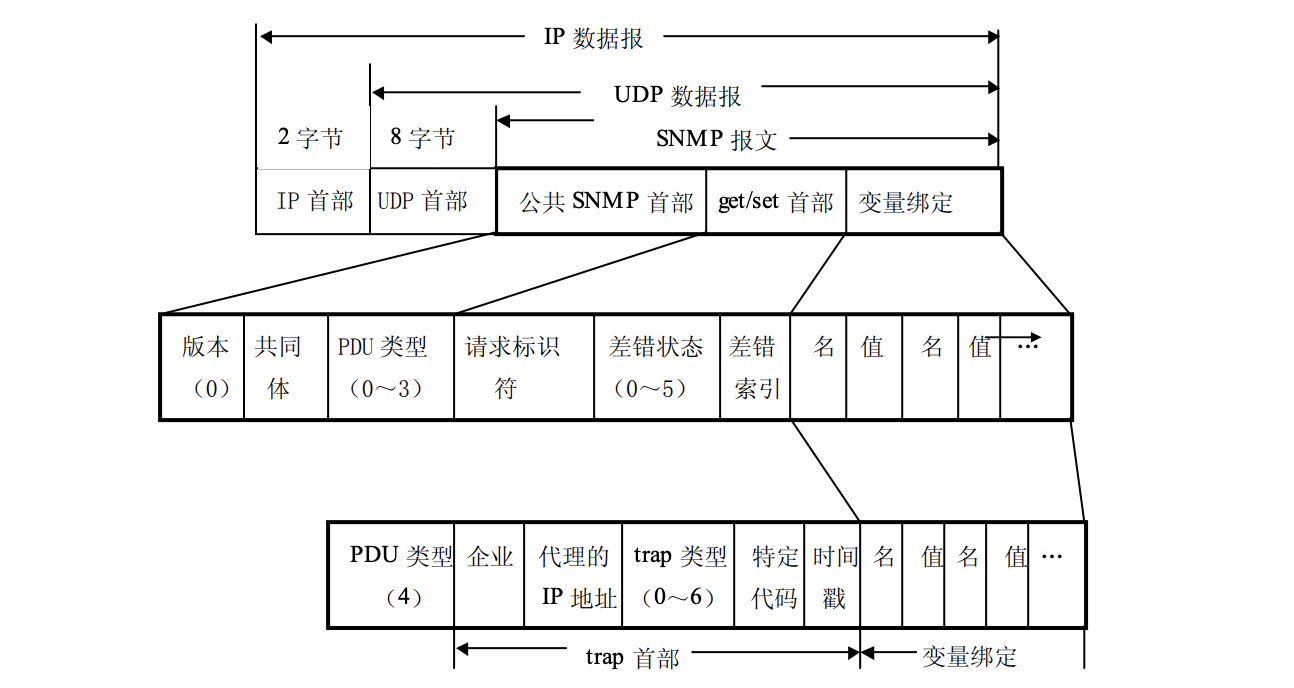 IP 数据报
UDP 数据报
2 字节 8 字节 SNMP 报文
IP 首部 UDP 首部 公共 SNMP 首部 get/set 首部 变量绑定
版本 共同 PDU 类型 请求标识 差错状态 差错 名 值 名 值 …
（0） 体 （0～3） 符 （0～5） 索引
PDU 类型 企业 代理的 trap 类型 特定 时间 名 值 名 值 …
（4） IP 地址 （0～6） 代码 戳
trap 首部 变量绑定